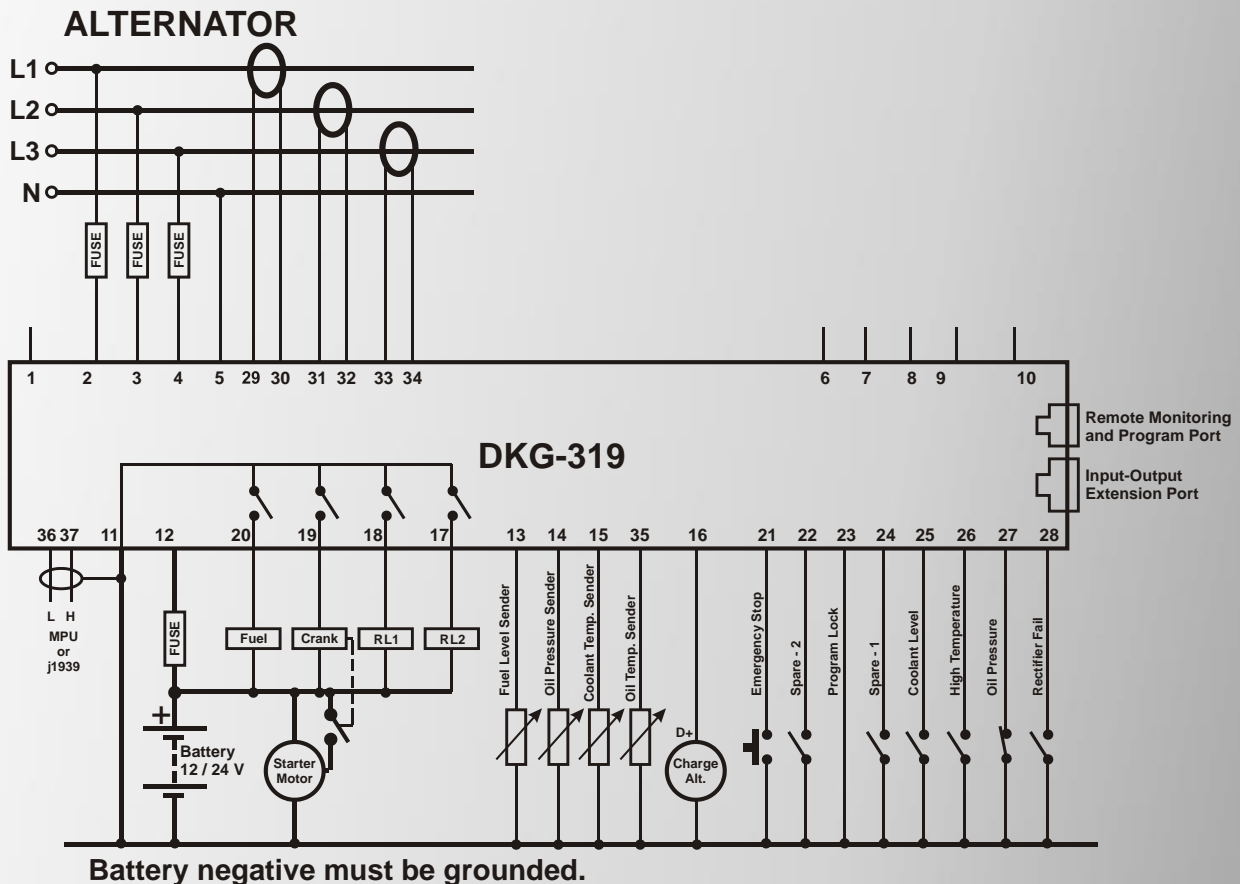 ALTERNATOR
L1
L2
L3
N
FUSE
FUSE
FUSE
1 2 3 4 5 29 30 31 32 33 34 6 7 8 9 10
Remote Monitoring
and Program Port
DKG-319
Input-Output
Extension Port
36 37 11 12 20 19 18 17 13 14 15 35 16 21 22 23 24 25 26 27 28
L H
MPU
or
j1939
FUSE
Fuel
Crank
RL1
RL2
Fuel Level Sender
Oil Pressure Sender
Coolant Temp. Sender
Oil Temp. Sender
Emergency Stop
Spare - 2
Program Lock
Spare - 1
Coolant Level
High Temperature
Oil Pressure
Rectifier Fail
+
Battery
12 / 24 V
Starter
Motor
D+
Charge
Alt.
Battery negative must be grounded.